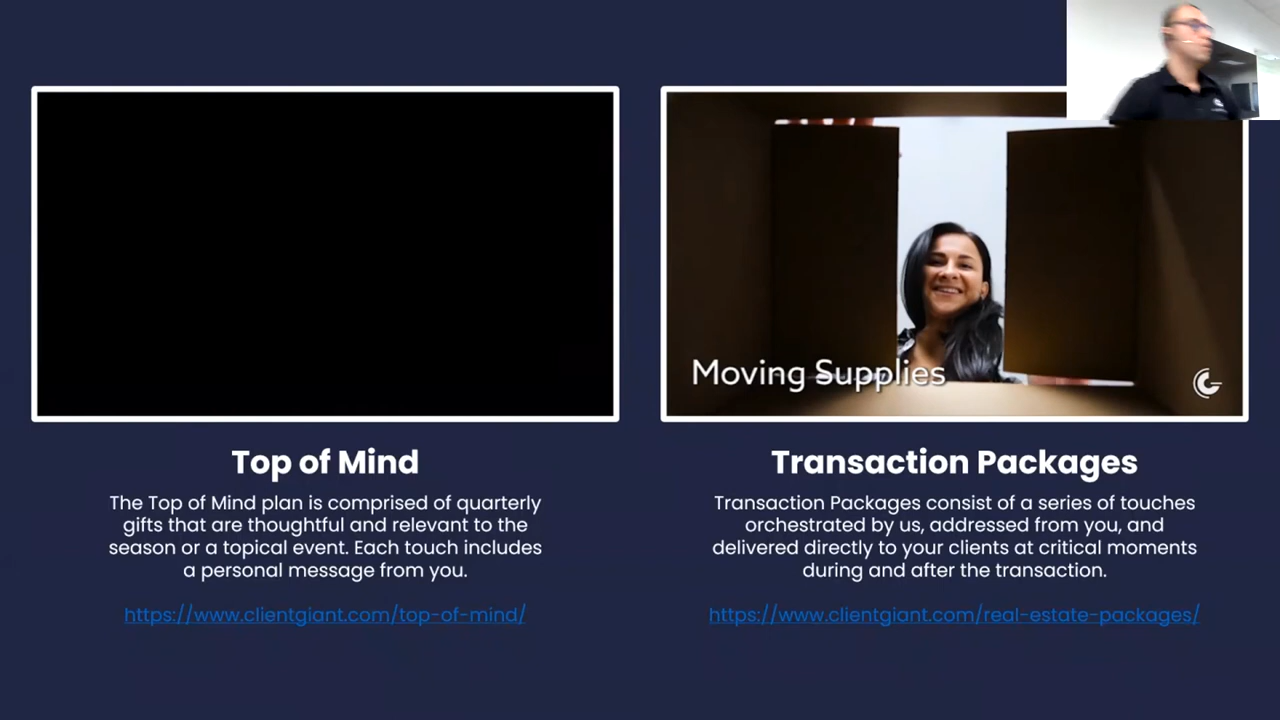 Moving Supplies
Top of Mind
The Top of Mind plan is comprised of quarterly
gifts that are thoughtful and relevant to the
season or a topical event. Each touch includes
a personal message from you.
https://www.clientgiant.com/top-of-mind/
Transaction Packages
Transaction Packages consist of a series of touches
orchestrated by us, addressed from you, and
delivered directly to your clients at critical moments
during and after the transaction.
https://www.clientgiant.com/real-estate-packages/